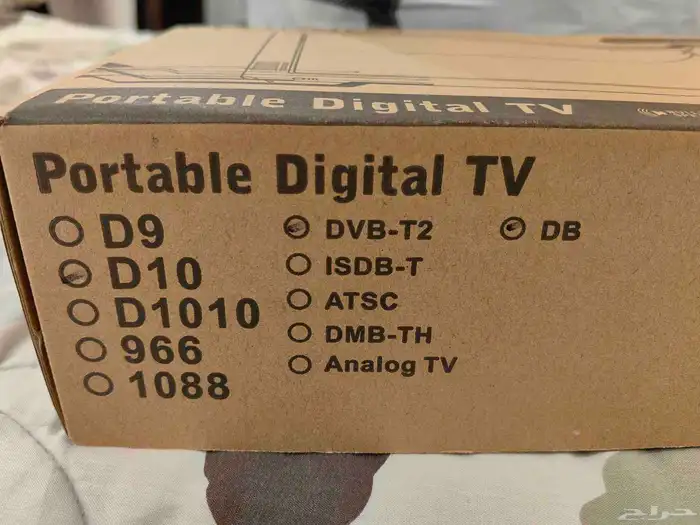 Portable Digital TV
Portable Digital TV
D9
D10
D1010
966
1088
DVB-T2
ISDB-T
ATSC
DMB-TH
Analog TV
DB
حراج